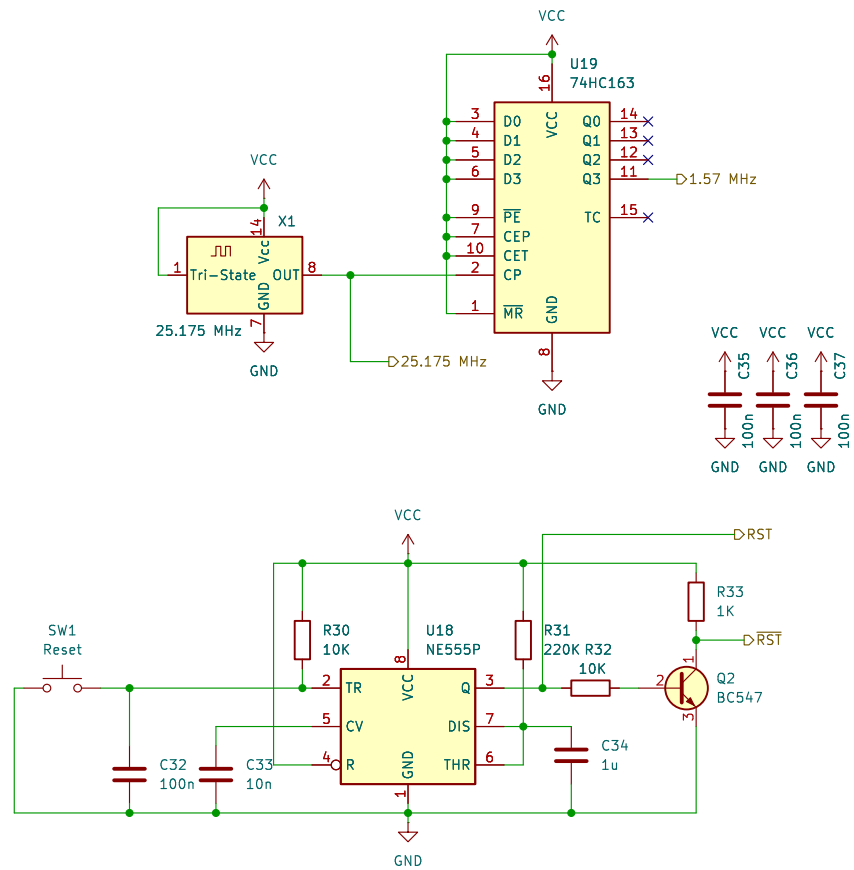 VCC
U19
74HC163
16
VCC
3
D0
Q0
14
4
D1
Q1
13
5
D2
Q2
12
6
D3
Q3
11
1.57 MHz
9
PE
TC
15
7
CEP
10
CET
2
CP
1
MR
GND
8
GND
VCC
X1
14
Vcc
1
Tri-State
OUT
8
GND
7
25.175 MHz
GND
25.175 MHz
VCC
VCC
VCC
C35
C36
C37
100n
100n
100n
GND
GND
GND
VCC
RST
R33
1K
SW1
Reset
R30
10K
U18
NE555P
R31
220K
R32
10K
RST
8
VCC
2
TR
Q
3
1
2
3
Q2
BC547
5
CV
DIS
7
4
R
THR
6
GND
1
C32
100n
C33
10n
C34
1u
GND